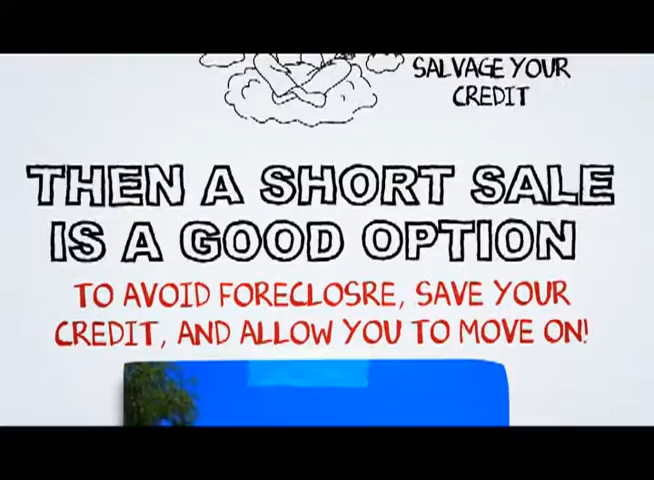 SALVAGE YOUR
CREDIT
THEN A SHORT SALE
IS A GOOD OPTION
TO AVOID FORECLOSRE, SAVE YOUR
CREDIT, AND ALLOW YOU TO MOVE ON!